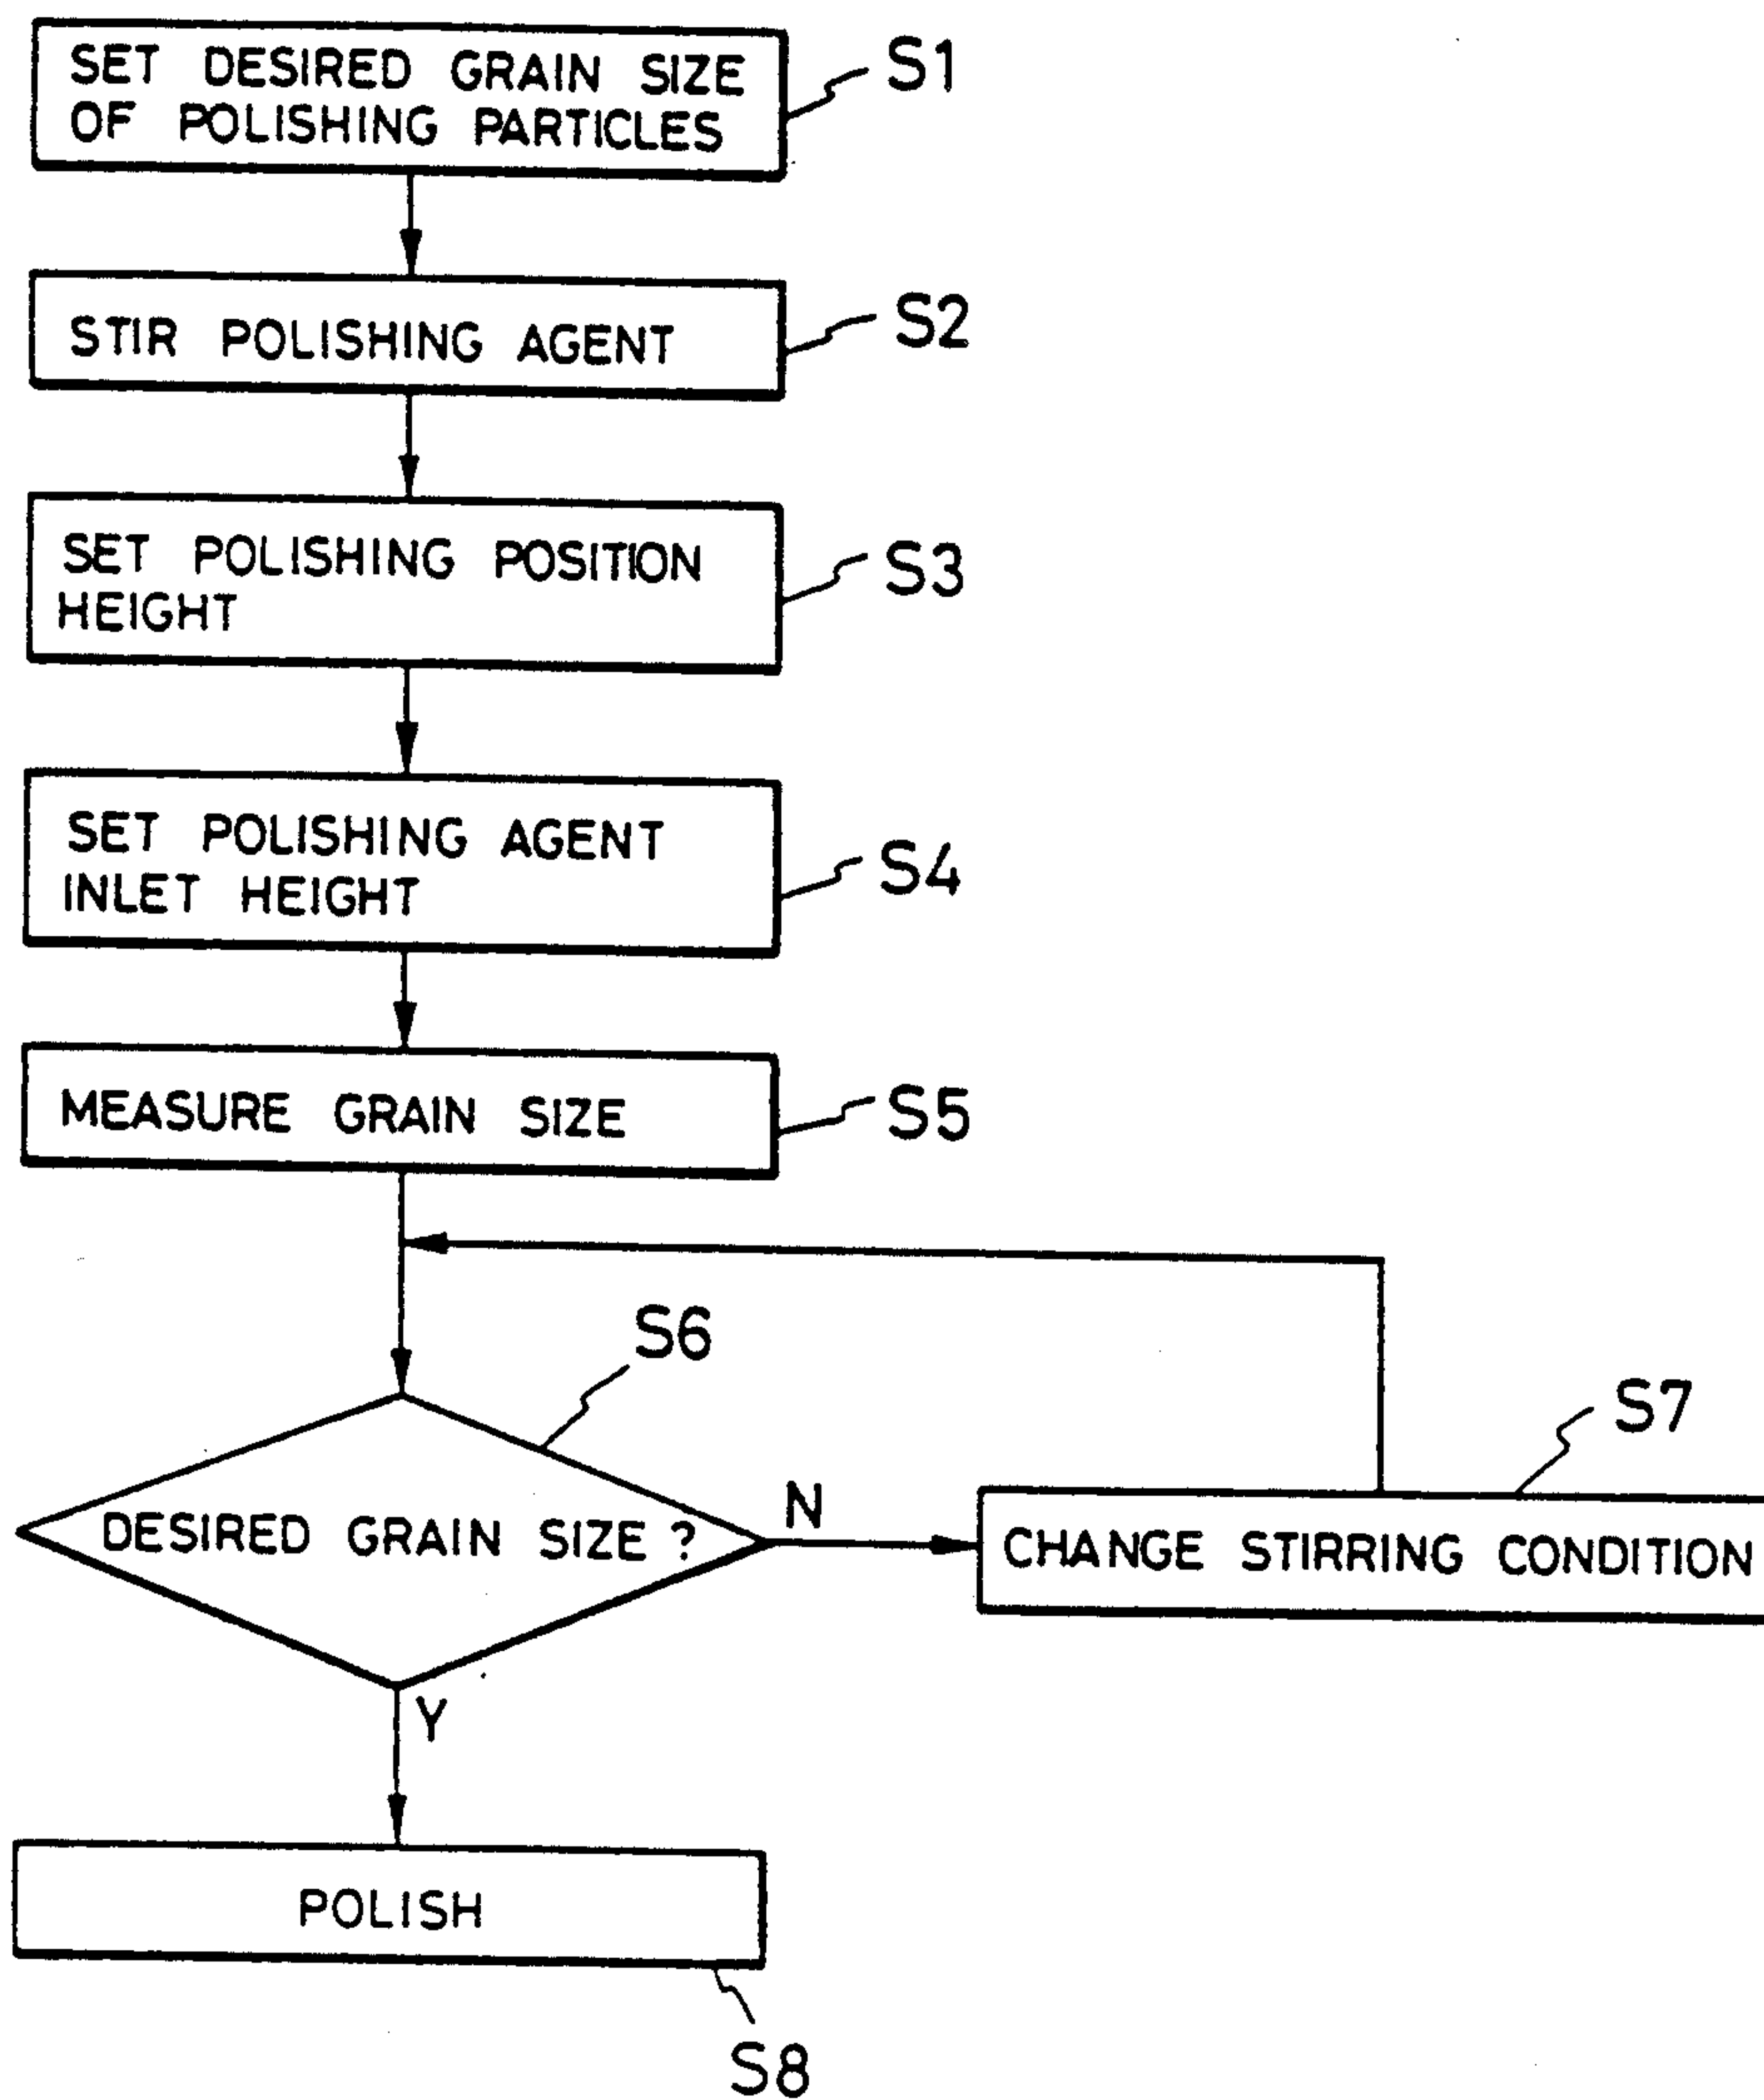 SET DESIRED GRAIN SIZE
OF POLISHING PARTICLES
S1
STIR POLISHING AGENT
S2
SET POLISHING POSITION
HEIGHT
S3
SET POLISHING AGENT
INLET HEIGHT
S4
MEASURE GRAIN SIZE
S5
S6
DESIRED GRAIN SIZE ?
N
S7
CHANGE STIRRING CONDITION
Y
POLISH
S8